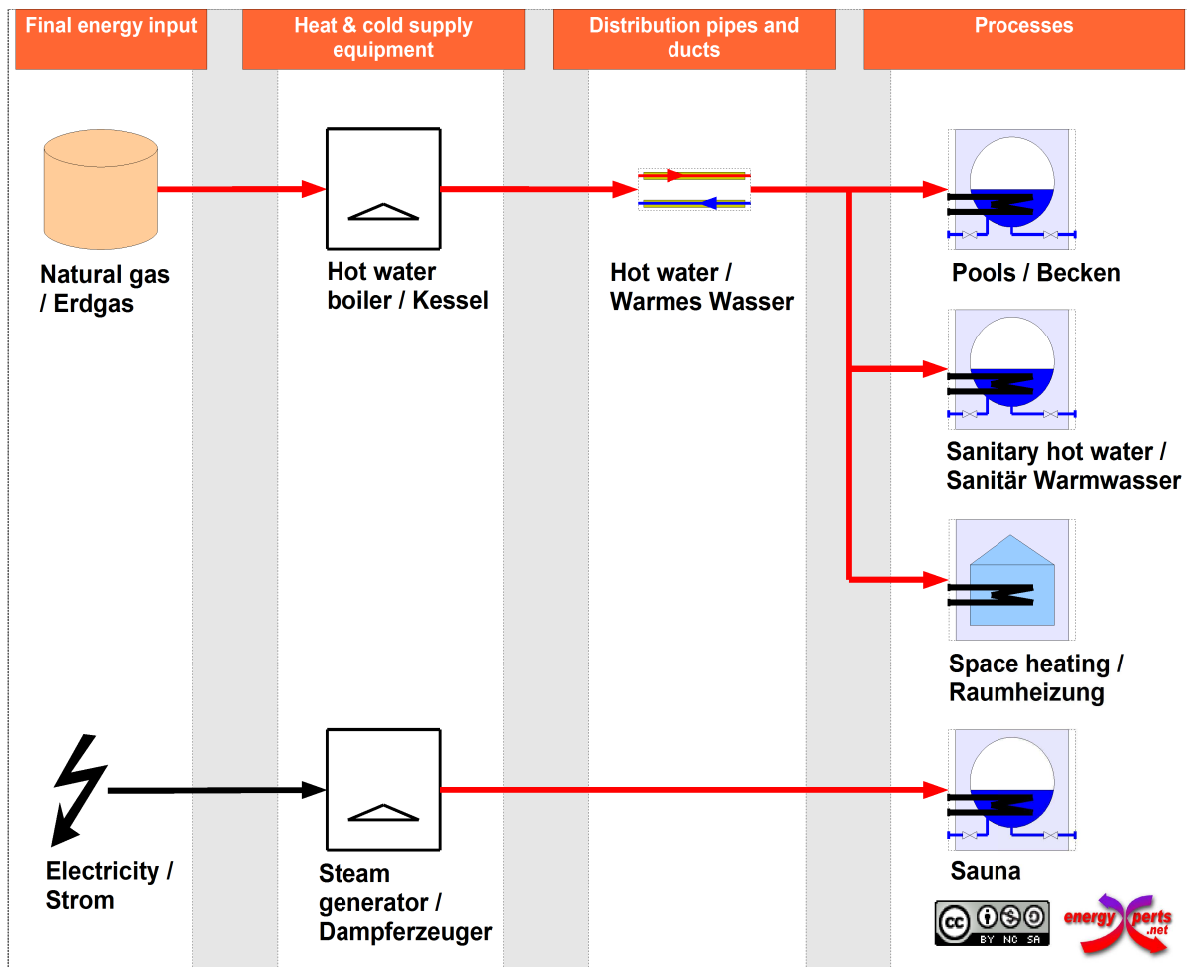 Final energy input
Heat & cold supply
equipment
Distribution pipes and
ducts
Processes
Natural gas
/ Erdgas
Hot water
boiler / Kessel
Hot water /
Warmes Wasser
Pools / Becken
Sanitary hot water /
Sanitär Warmwasser
Space heating /
Raumheizung
Electricity /
Strom
Steam
generator /
Dampferzeuger
Sauna
cc
BY NC SA
energyXperts
.net